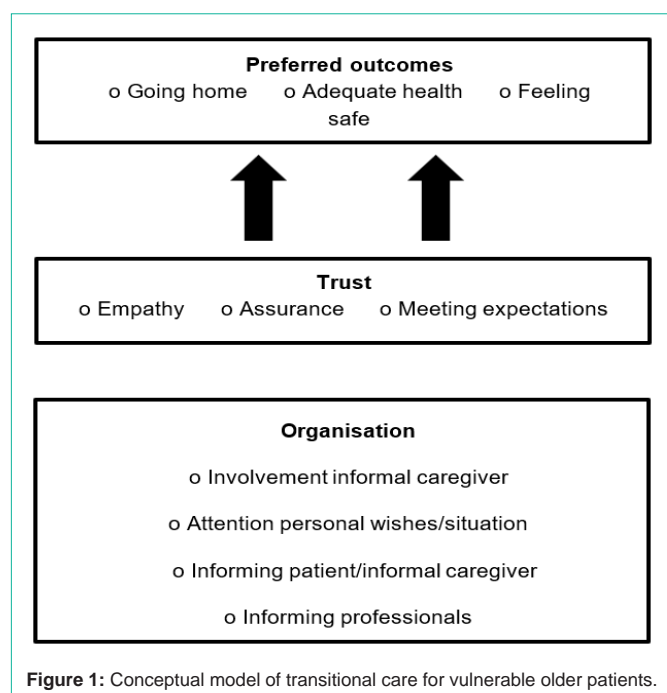 Preferred outcomes
o Going home o Adequate health o Feeling
safe
Trust
o Empathy o Assurance o Meeting expectations
Organisation
o Involvement informal caregiver
o Attention personal wishes/situation
o Informing patient/informal caregiver
o Informing professionals
Figure 1: Conceptual model of transitional care for vulnerable older patients.